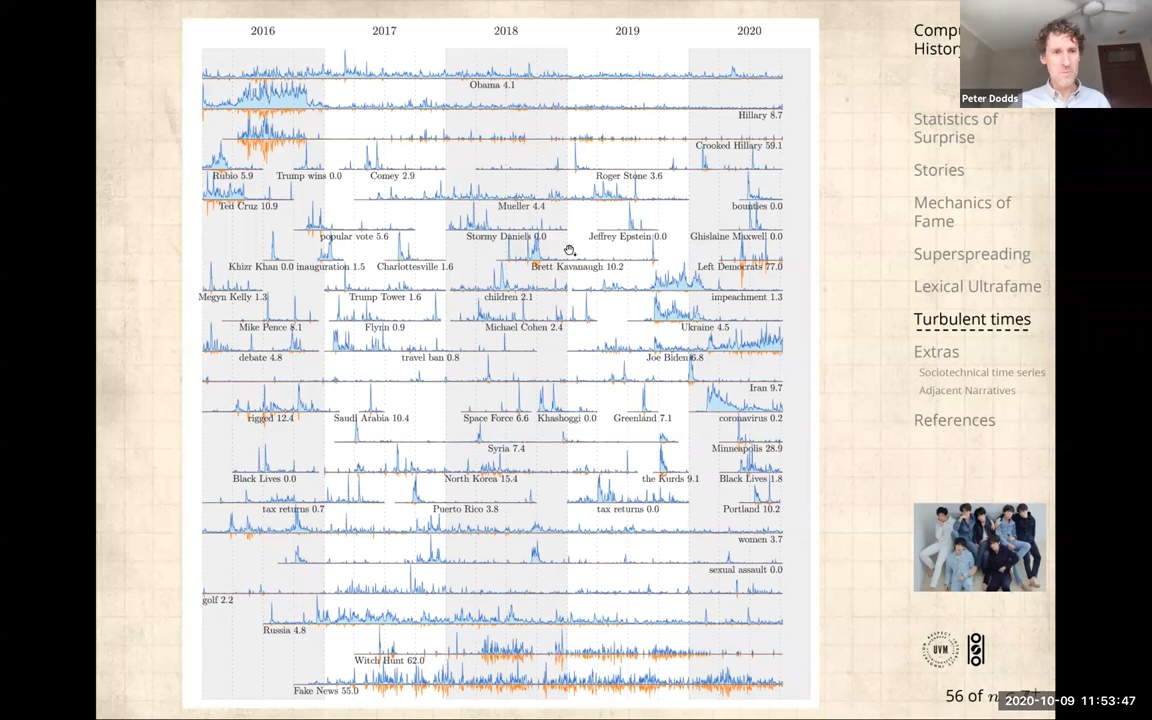 2016 2017 2018 2019 2020
Obama 4.1
Hillary 8.7
Crooked Hillary 59.1
Rubio 5.9 Trump wins 0.0 Comey 2.9 Roger Stone 3.6
Ted Cruz 10.9 Mueller 4.4 bounties 0.0
popular vote 5.6 Stormy Daniels 0.0 Jeffrey Epstein 0.0 Ghislaine Maxwell 0.0
Khizr Khan 0.0 inauguration 1.5 Charlottesville 1.6 Brett Kavanaugh 10.2 Left Democrats 77.0
Megyn Kelly 1.3 Trump Tower 1.6 children 2.1 impeachment 1.3
Mike Pence 8.1 Flynn 0.9 Michael Cohen 2.4 Ukraine 4.5
debate 4.8 travel ban 0.8 Joe Biden 6.8
Iran 9.7
rigged 12.4 Saudi Arabia 10.4 Space Force 6.6 Khashoggi 0.0 Greenland 7.1 coronavirus 0.2
Syria 7.4 Minneapolis 28.9
Black Lives 0.0 North Korea 15.4 the Kurds 9.1 Black Lives 1.8
tax returns 0.7 Puerto Rico 3.8 tax returns 0.0 Portland 10.2
women 3.7
sexual assault 0.0
golf 2.2
Russia 4.8
Witch Hunt 62.0
Fake News 55.0
Histor
Peter Dodds
Statistics of
Surprise
Stories
Mechanics of
Fame
Superspreading
Lexical Ultrafame
Turbulent times
Extras
Sociotechnical time series
Adjacent Narratives
References
UVM
56 of n
2020-10-09 11:53:47